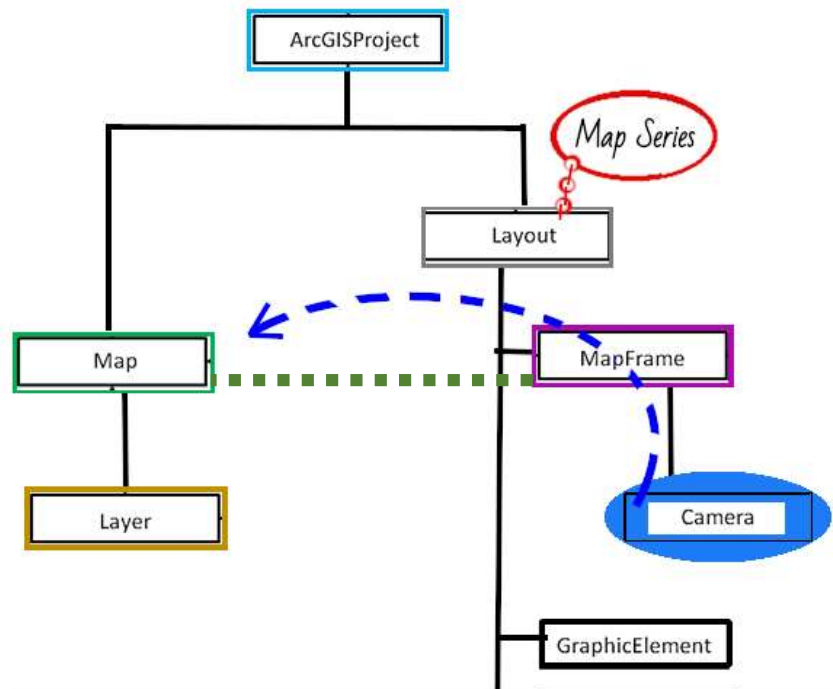 ArcGISProject
Map Series
Layout
Map
MapFrame
Layer
Camera
GraphicElement